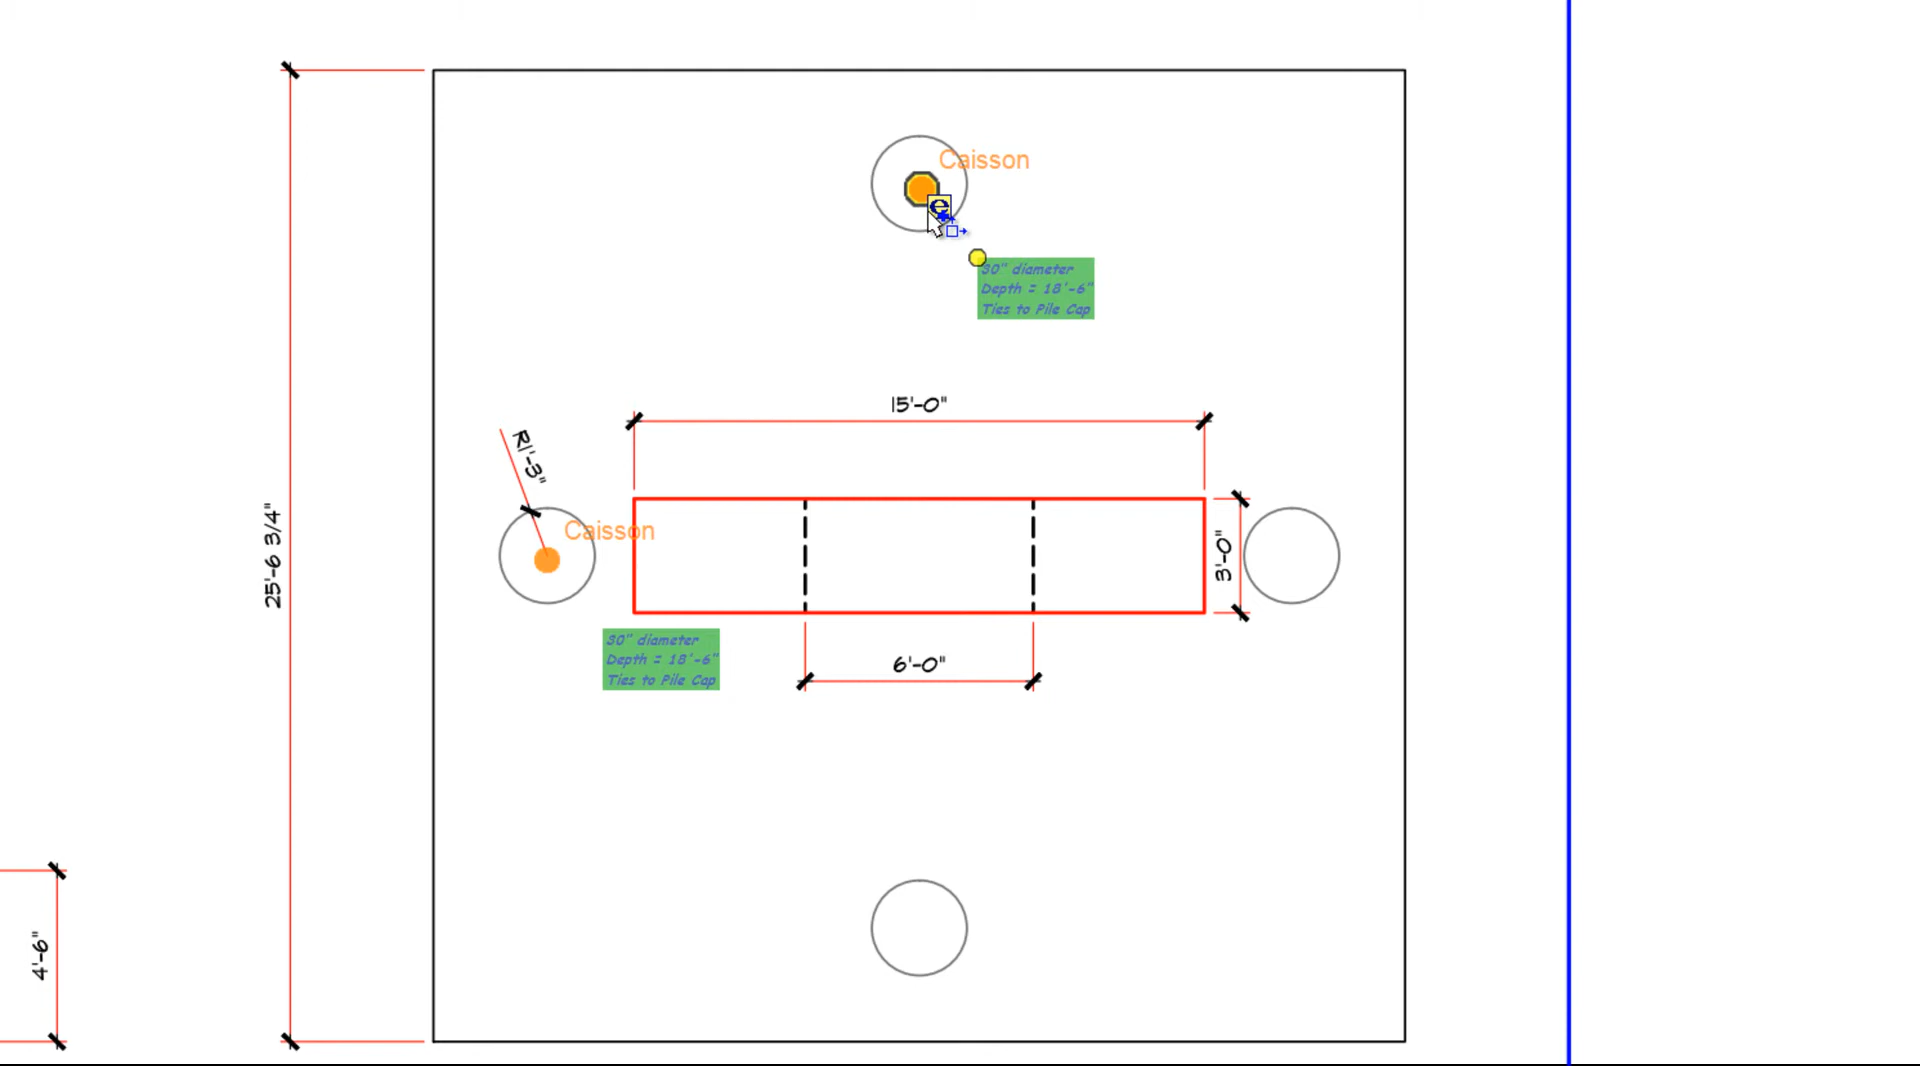 Caisson
30" diameter
Depth = 18'-6"
Ties to Pile Cap
15'-0"
R1'-3"
Caisson
3'-0"
25'-6 3/4"
30" diameter
Depth = 18'-6"
Ties to Pile Cap
6'-0"
4'-6"